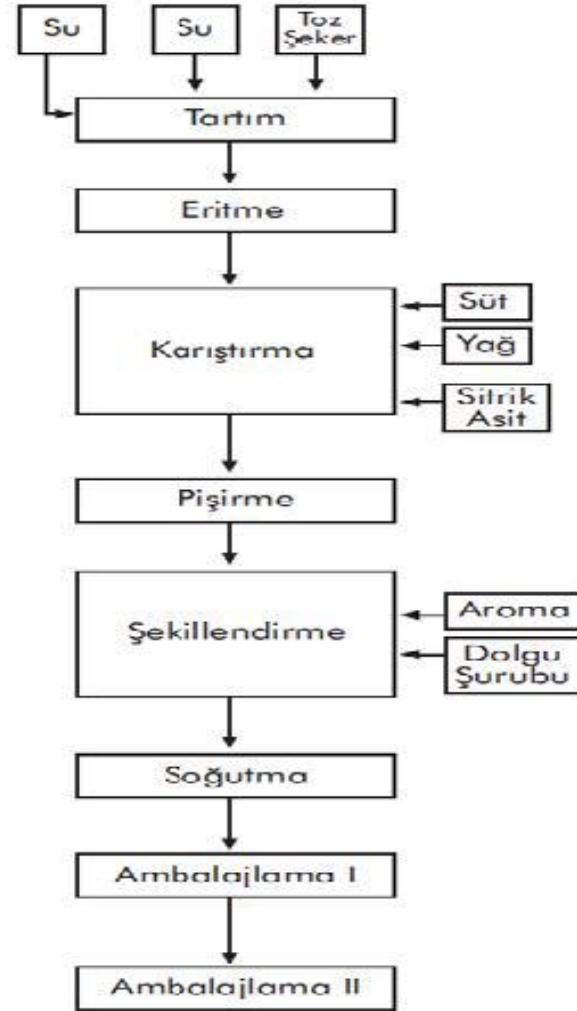 Su
Su
Toz
Şeker
Tartım
Eritme
Karıştırma
Süt
Yağ
Sitrik
Asit
Pişirme
Şekillendirme
Aroma
Dolgu
Şurubu
Soğutma
Ambalajlama I
Ambalajlama II